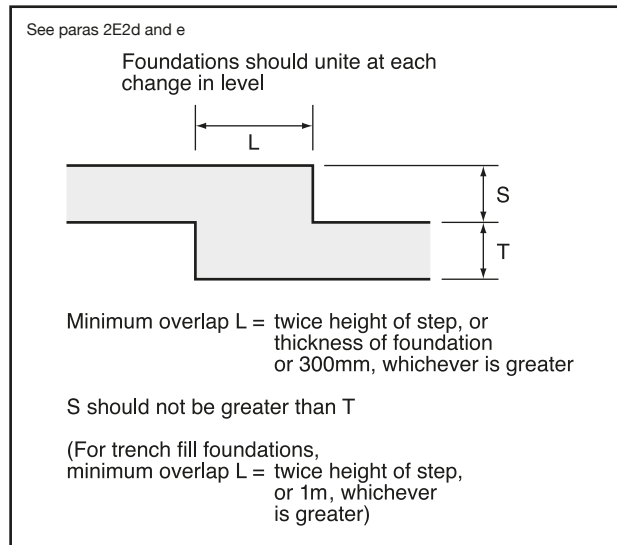 See paras 2E2d and e
Foundations should unite at each
change in level
L
S
T
Minimum overlap L = twice height of step, or
thickness of foundation
or 300mm, whichever is greater
S should not be greater than T
(For trench fill foundations,
minimum overlap L = twice height of step,
or 1m, whichever
is greater)